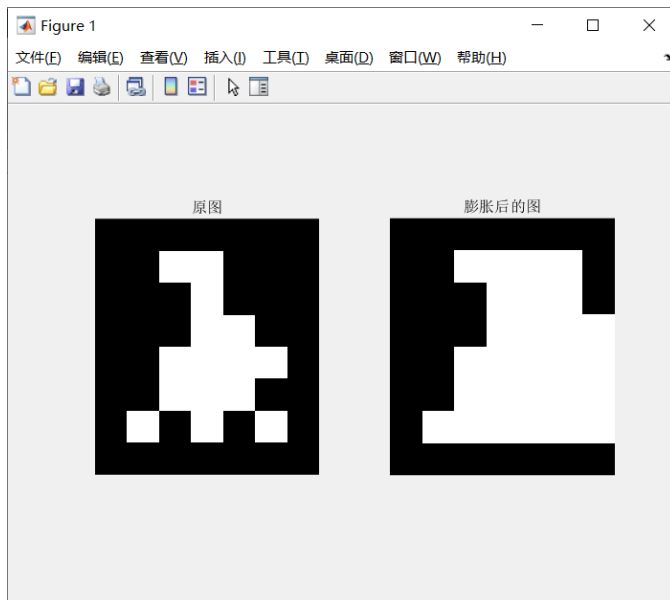 Figure 1
文件(F) 编辑(E) 查看(V) 插入(I) 工具(T) 桌面(D) 窗口(W) 帮助(H)
原图 膨胀后的图